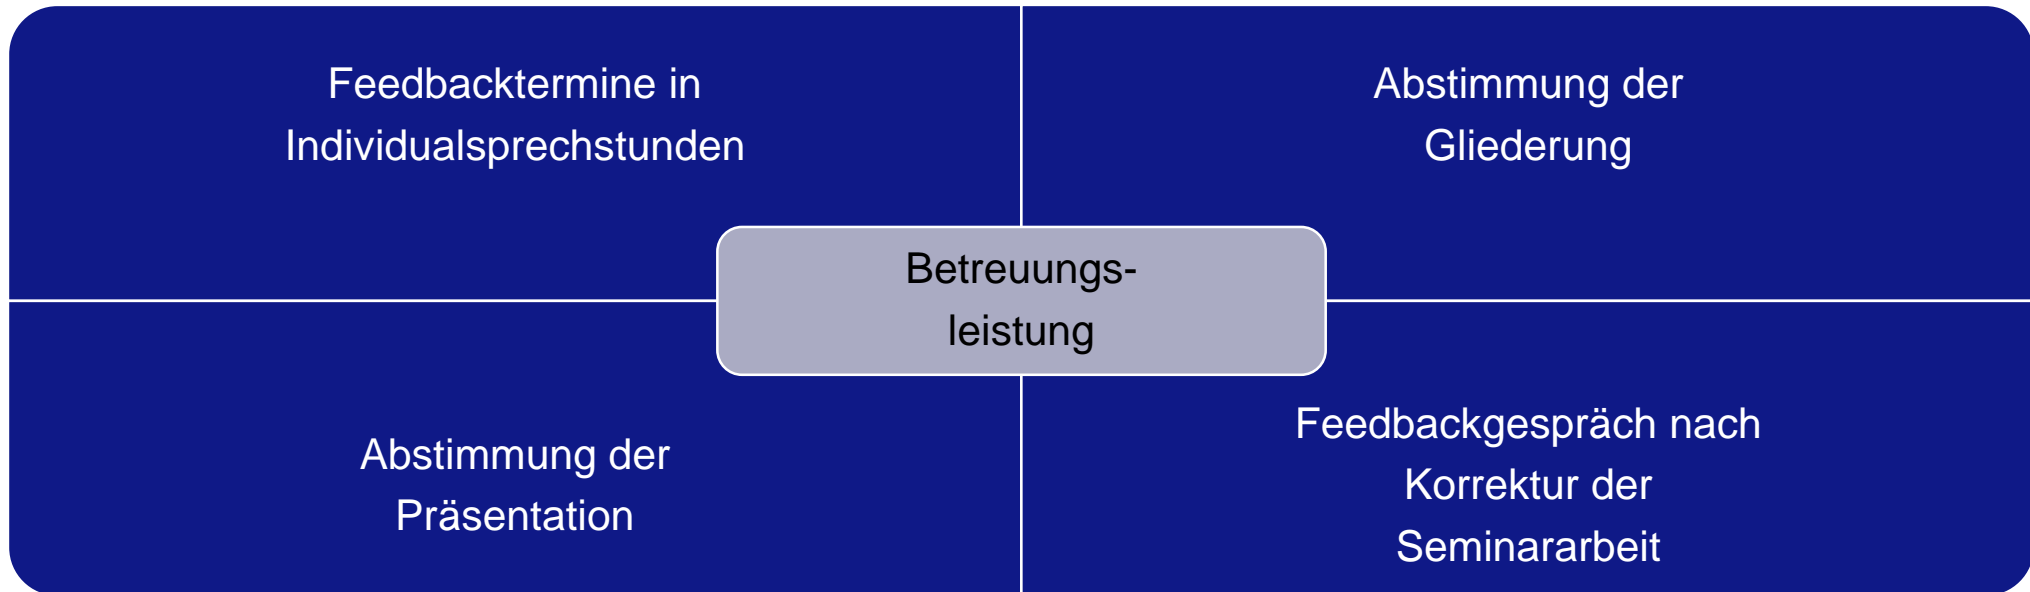 Feedbacktermine in
Individualsprechstunden
Abstimmung der
Gliederung
Betreuungs-
leistung
Abstimmung der
Präsentation
Feedbackgespräch nach
Korrektur der
Seminararbeit